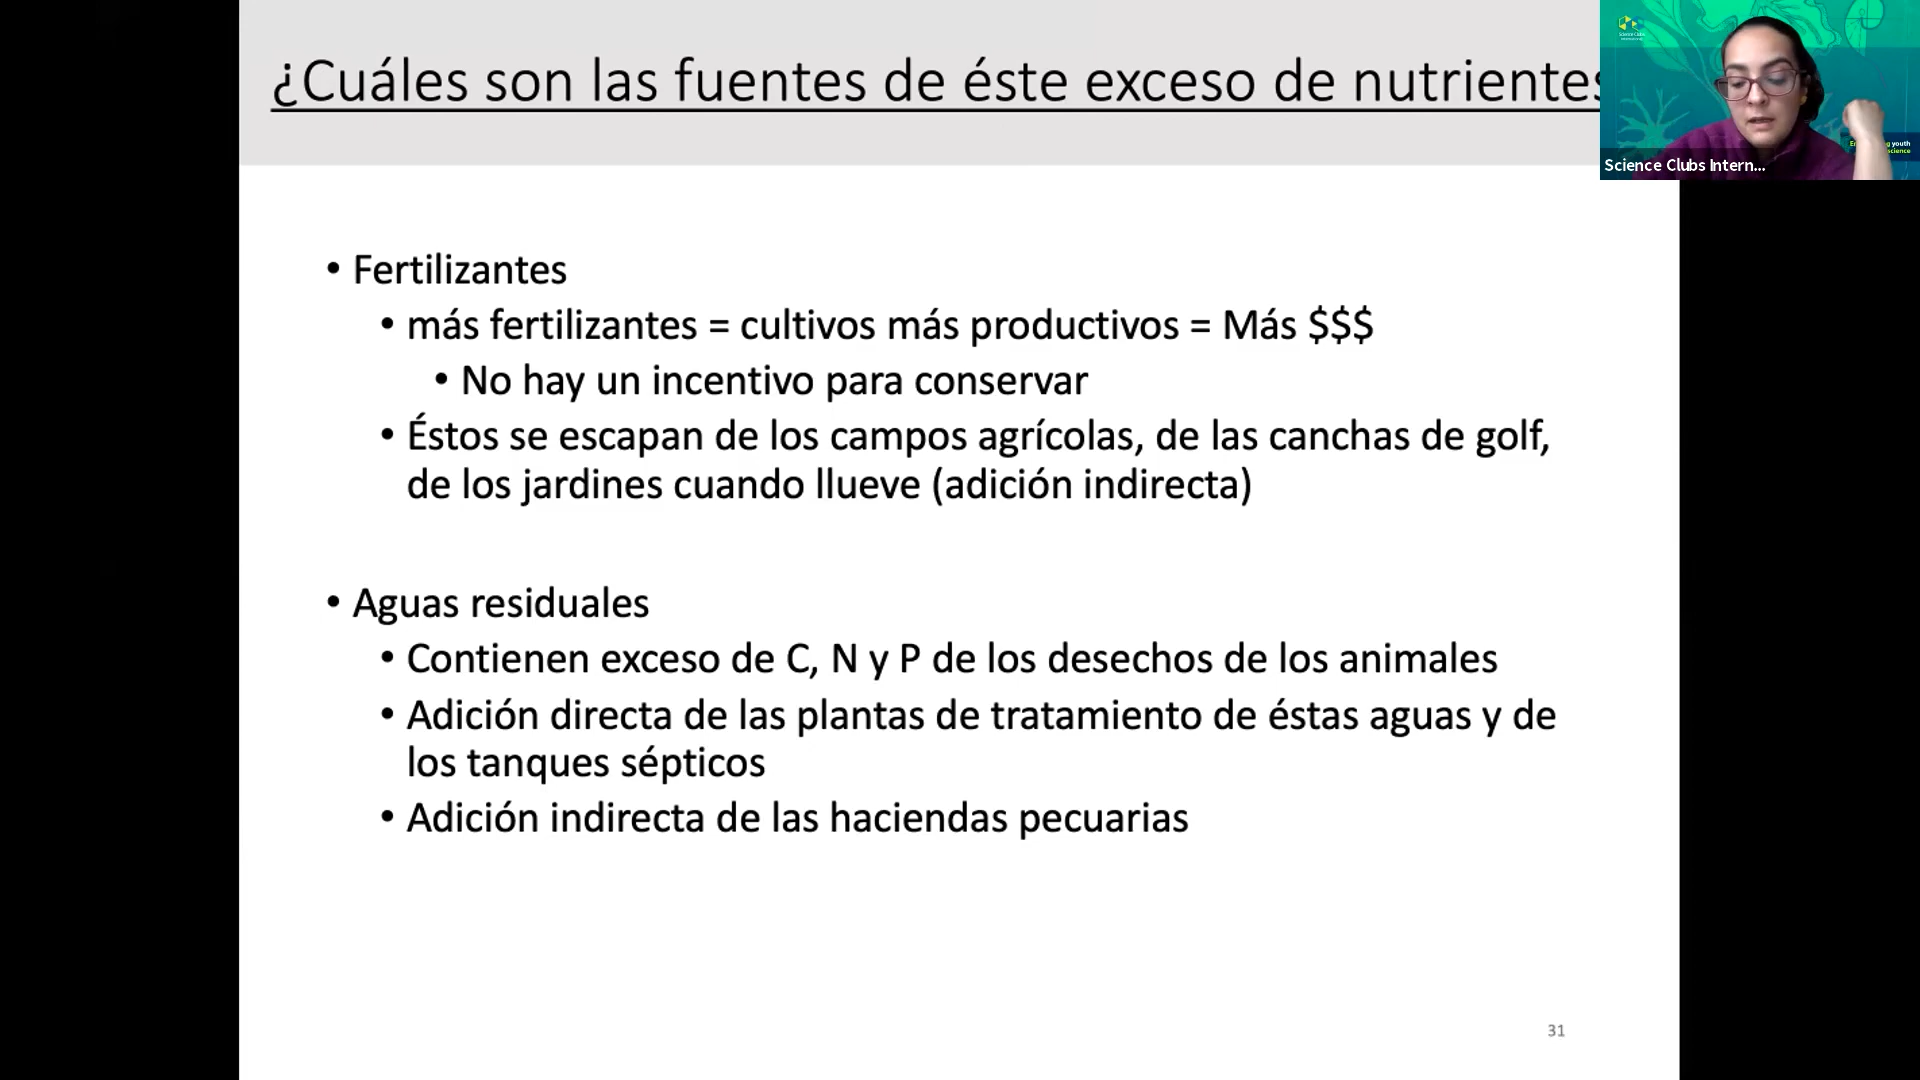 ¿Cuáles son las fuentes de éste exceso de nutrientes
Science Clubs Intern...
youth
science
• Fertilizantes
• más fertilizantes = cultivos más productivos = Más $$$
• No hay un incentivo para conservar
• Éstos se escapan de los campos agrícolas, de las canchas de golf,
de los jardines cuando llueve (adición indirecta)
• Aguas residuales
• Contienen exceso de C, N y P de los desechos de los animales
• Adición directa de las plantas de tratamiento de éstas aguas y de
los tanques sépticos
• Adición indirecta de las haciendas pecuarias
31